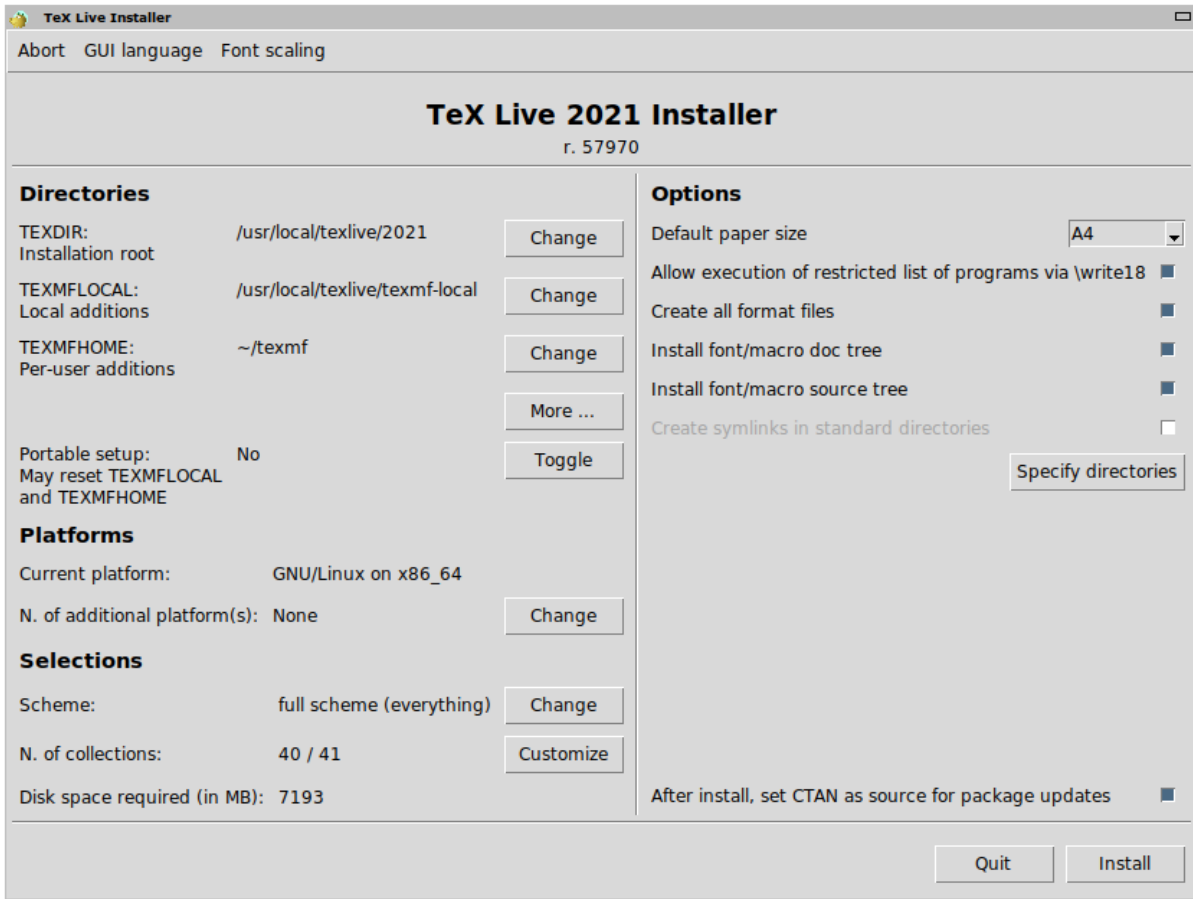 TeX Live Installer
Abort GUI language Font scaling
TeX Live 2021 Installer
r. 57970
Directories
TEXDIR: /usr/local/texlive/2021 Change
Installation root
TEXMFLOCAL: /usr/local/texlive/texmf-local Change
Local additions
TEXMFHOME: ~/texmf Change
Per-user additions
More ...
Portable setup: No Toggle
May reset TEXMFLOCAL
and TEXMFHOME
Platforms
Current platform: GNU/Linux on x86_64
N. of additional platform(s): None Change
Selections
Scheme: full scheme (everything) Change
N. of collections: 40 / 41 Customize
Disk space required (in MB): 7193
Options
Default paper size A4
Allow execution of restricted list of programs via \write18
Create all format files
Install font/macro doc tree
Install font/macro source tree
Create symlinks in standard directories
Specify directories
After install, set CTAN as source for package updates
Quit Install